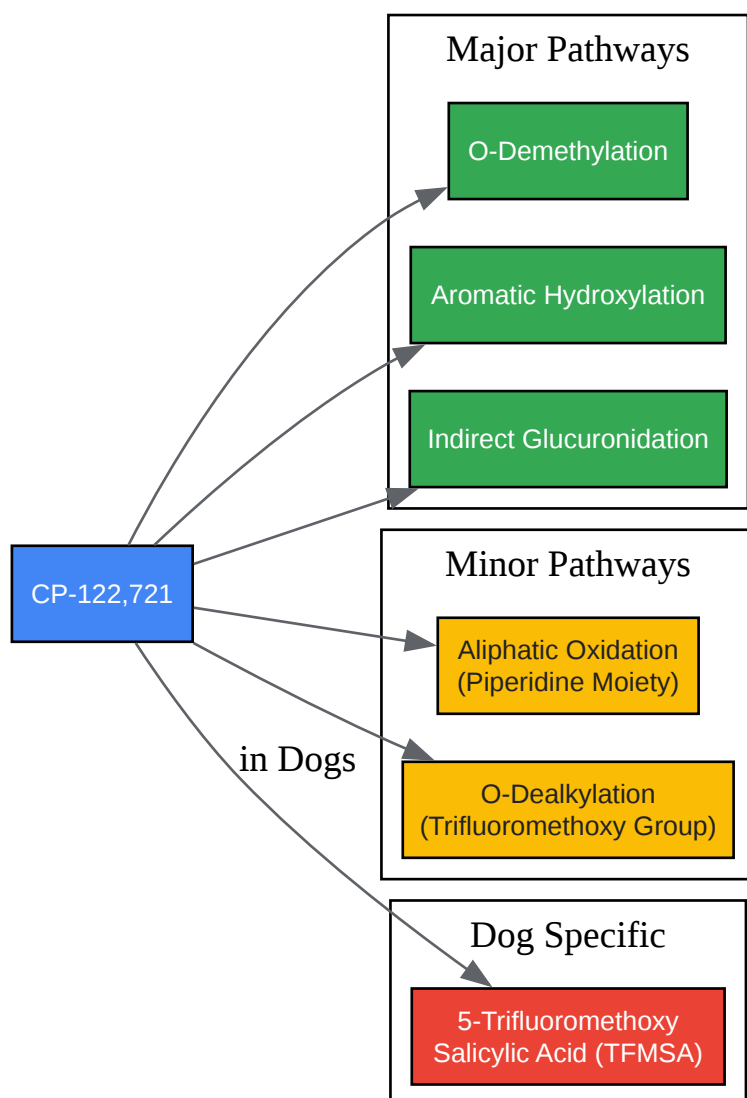 Major Pathways
O-Demethylation
Aromatic Hydroxylation
Indirect Glucuronidation
CP-122,721
Minor Pathways
Aliphatic Oxidation
(Piperidine Moiety)
in Dogs
O-Dealkylation
(Trifluoromethoxy Group)
Dog Specific
5-Trifluoromethoxy
Salicylic Acid (TFMSA)